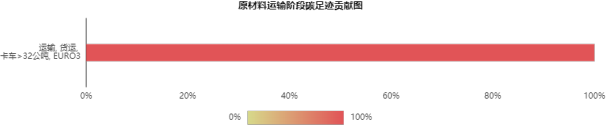 原材料运输阶段碳足迹贡献图
运输, 货运,
卡车>32公吨, EURO3
0% 20% 40% 60% 80% 100%
0% 100%